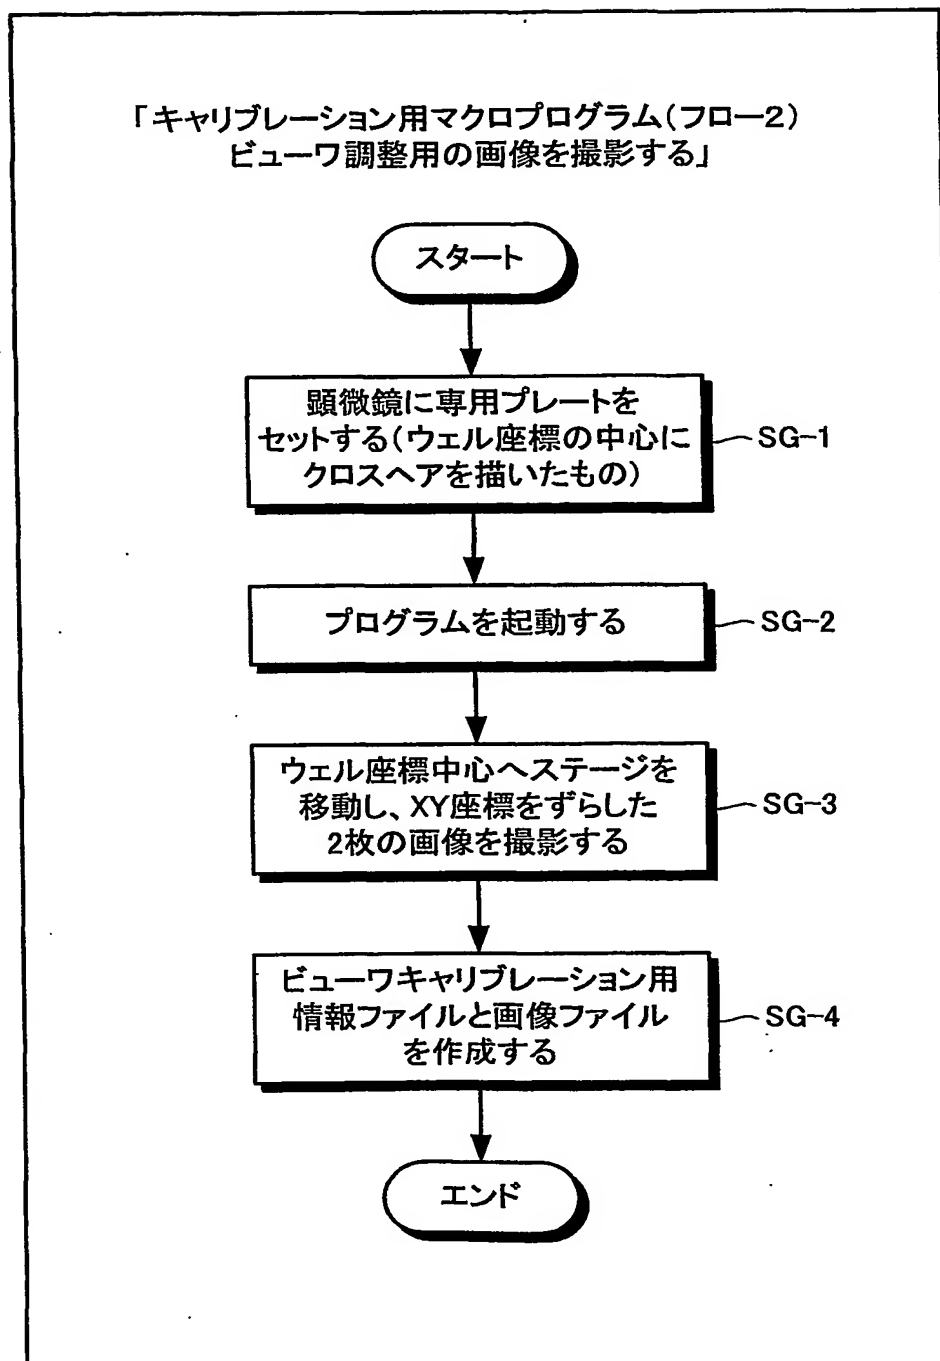 「キャリブレーション用マクロプログラム(フロー2)
ビューワ調整用の画像を撮影する」
スタート
顕微鏡に専用プレートを
セットする(ウェル座標の中心に
クロスヘアを描いたもの)
SG-1
プログラムを起動する
SG-2
ウェル座標中心へステージを
移動し、XY座標をずらした
2枚の画像を撮影する
SG-3
ビューワキャリブレーション用
情報ファイルと画像ファイル
を作成する
SG-4
エンド